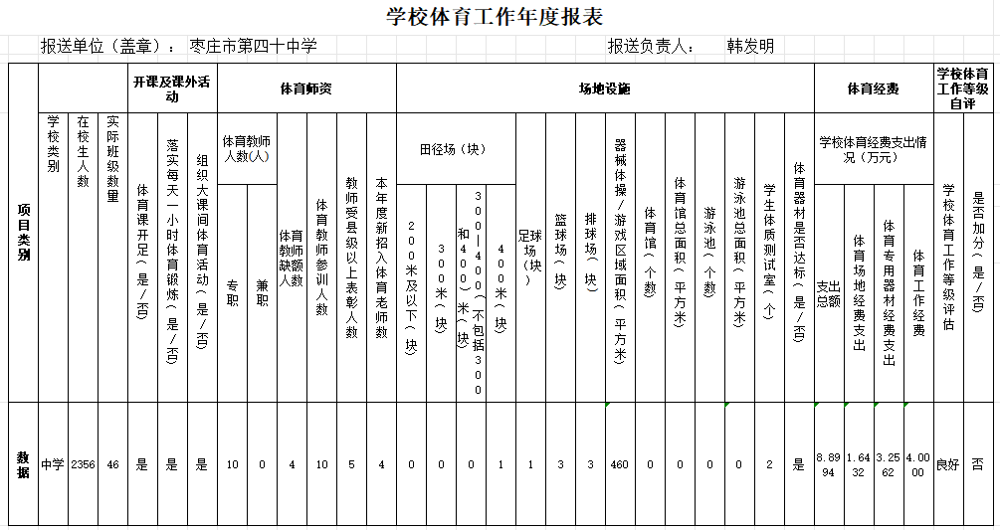 学校体育工作年度报表
报送单位（盖章）： 枣庄市第四十中学 报送负责人： 韩发明
项目类别
开课及课外活动
体育师资
场地设施
体育经费
学校体育工作等级自评
学校类别
在校生人数
实际班级数量
体育课开足（是/否）
落实每天一小时体育锻炼（是/否）
组织大课间体育活动（是/否）
体育教师人数(人)
专职
兼职
体育教师缺额人数
体育教师参训人数
教师受县级以上表彰人数
本年度新招入体育老师数
田径场（块）
200米及以下（块）
300米（块）
300—400（不包括300和400）米（块）
400米（块）
足球场(块)
篮球场（块）
排球场（块）
器械体操/游戏区域面积（平方米）
体育馆（个数）
体育馆总面积（平方米）
游泳池（个数）
游泳池总面积（平方米）
学生体质测试室（个）
体育器材是否达标（是/否）
学校体育经费支出情况（万元）
支出总额
体育场地经费支出
体育专用器材经费支出
体育工作经费
学校体育工作等级评估
是否加分（是/否）
数据 中学 2356 46 是 是 是 10 0 4 10 5 4 0 0 0 1 1 3 3 460 0 0 0 0 2 是 8.8994 1.6432 3.2562 4.0000 良好 否